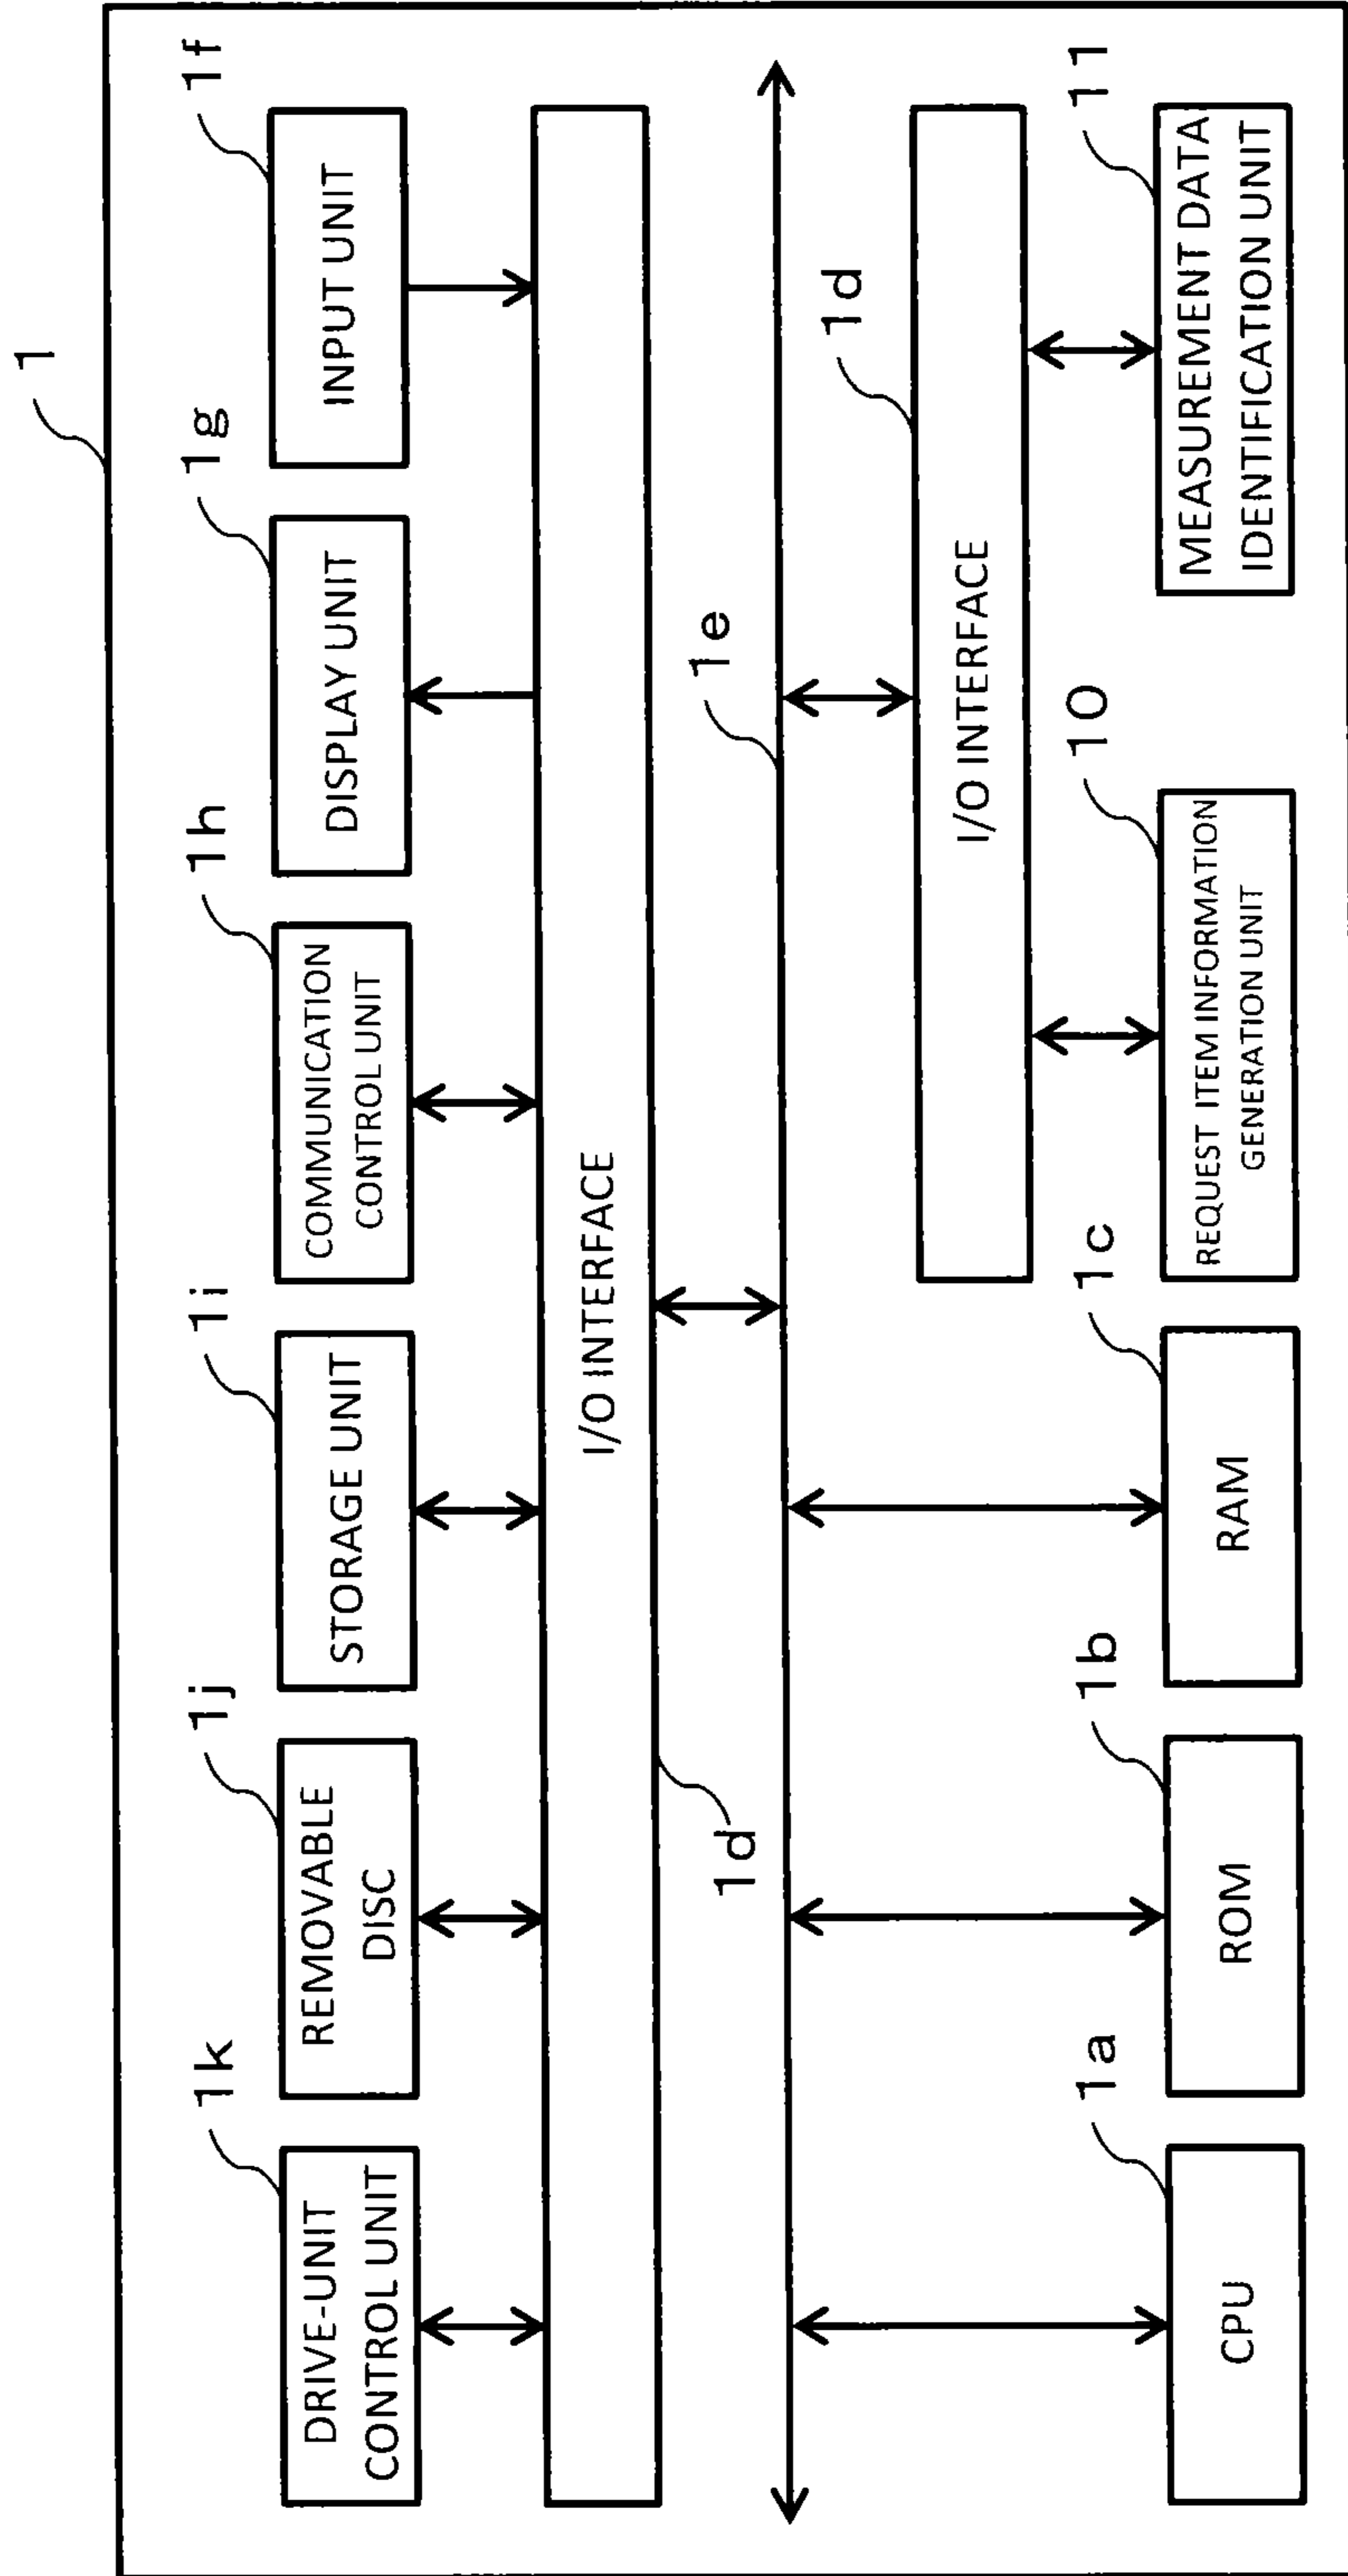 1
1k
1j
1i
1h
1g
1f
DRIVE-UNIT
CONTROL UNIT
REMOVABLE
DISC
STORAGE UNIT
COMMUNICATION
CONTROL UNIT
DISPLAY UNIT
INPUT UNIT
I/O INTERFACE
1d
1e
1d
I/O INTERFACE
1a
1b
1c
10
11
CPU
ROM
RAM
REQUEST ITEM INFORMATION
GENERATION UNIT
MEASUREMENT DATA
IDENTIFICATION UNIT